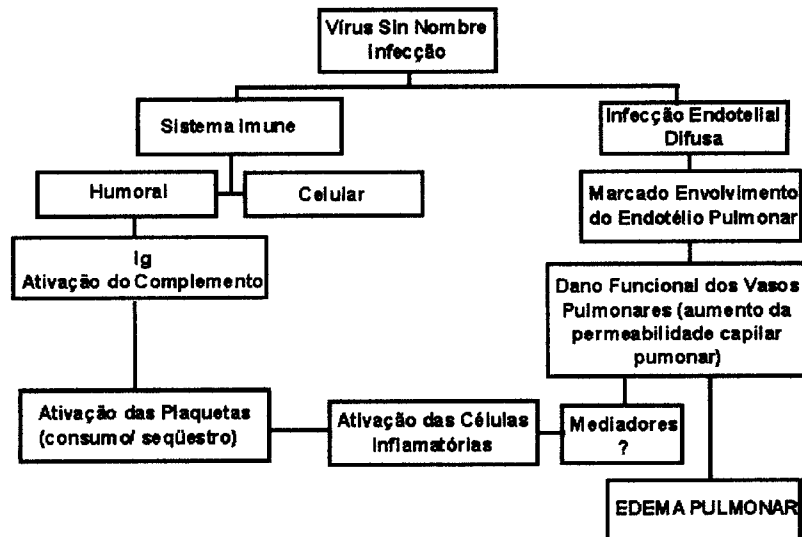 Vírus Sin Nombre
Infecção
Sistema Imune
Infecção Endotelial
Difusa
Humoral
Celular
Marcado Envolvimento
do Endotélio Pulmonar
Ig
Ativação do Complemento
Dano Funcional dos Vasos
Pulmonares (aumento da
permeabilidade capilar
pumonar)
Ativação das Plaquetas
(consumo/ seqüestro)
Ativação das Células
Inflamatórias
Mediadores
?
EDEMA PULMONAR